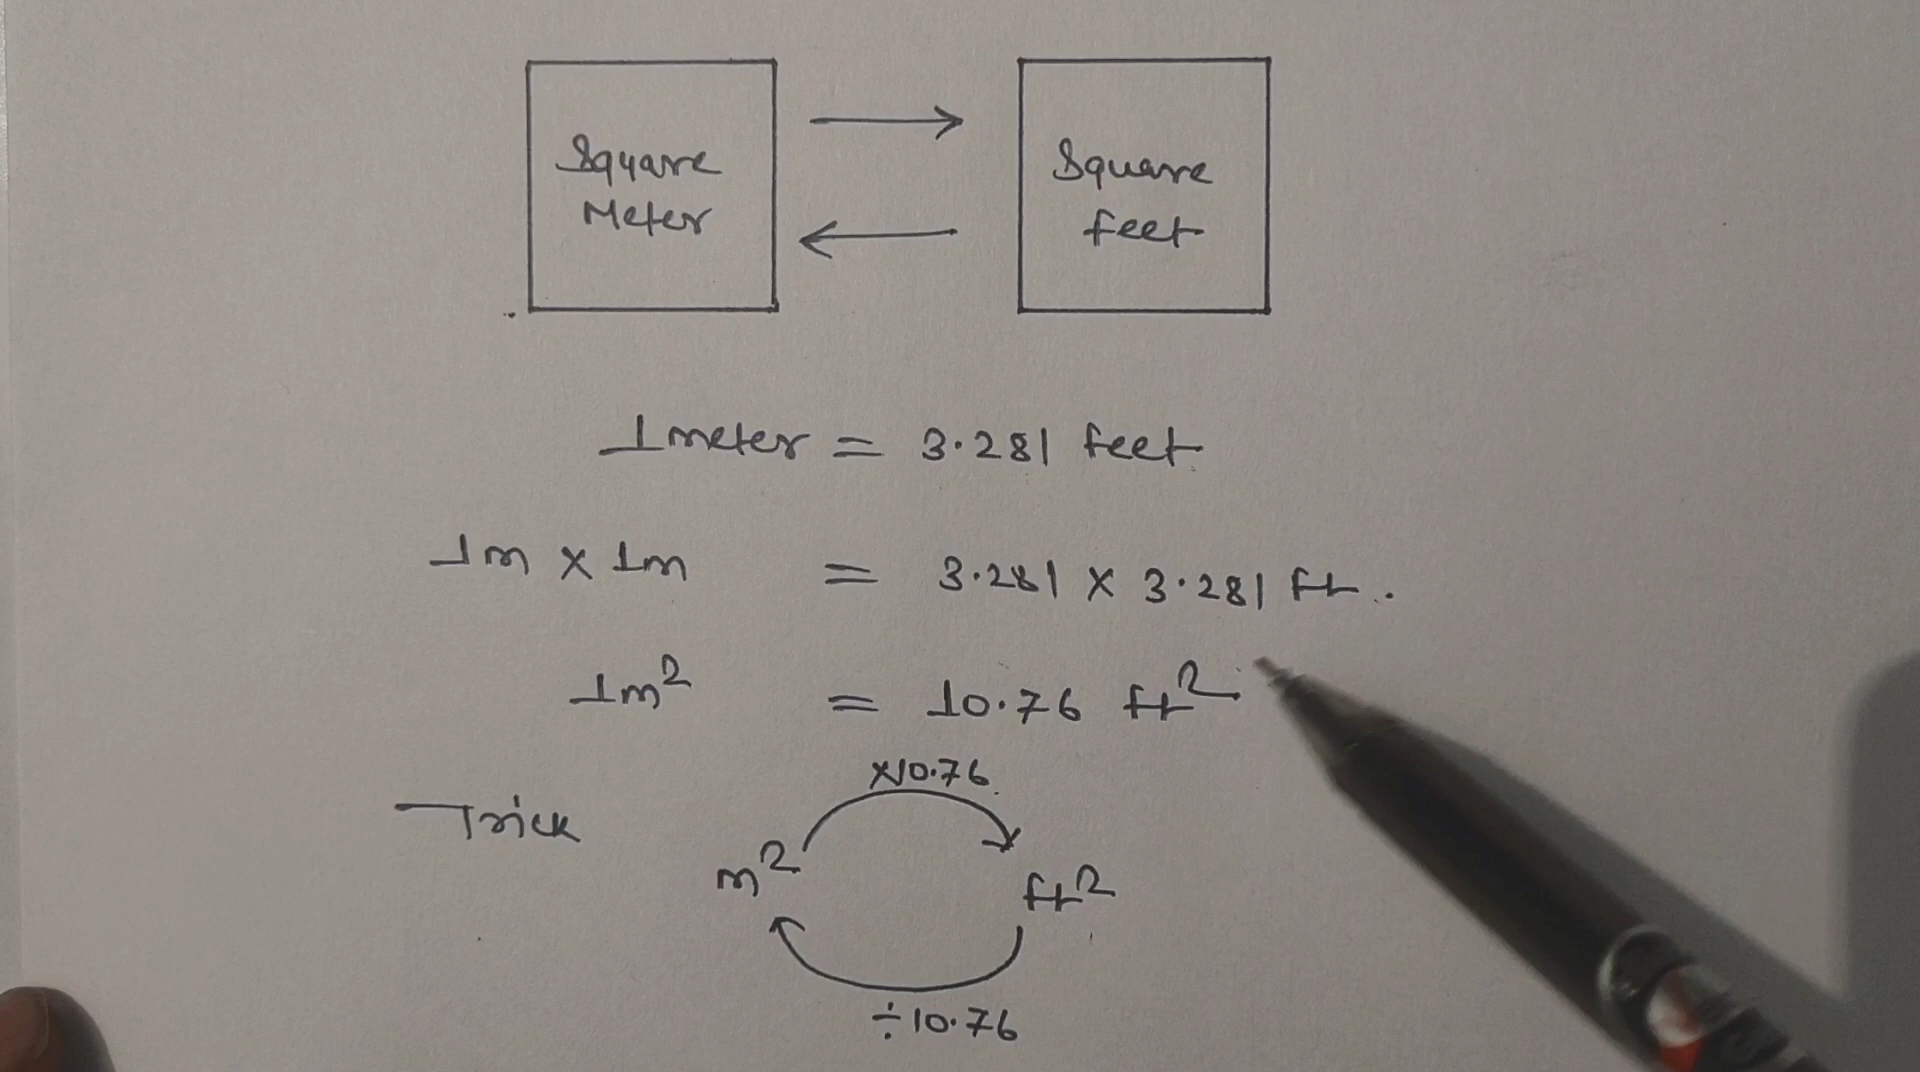 Square
Meter
Square
feet
1 meter = 3.281 feet
1m × 1m = 3.281 × 3.281 ft.
1m² = 10.76 ft²
Trick
×10.76
m²
ft²
÷10.76